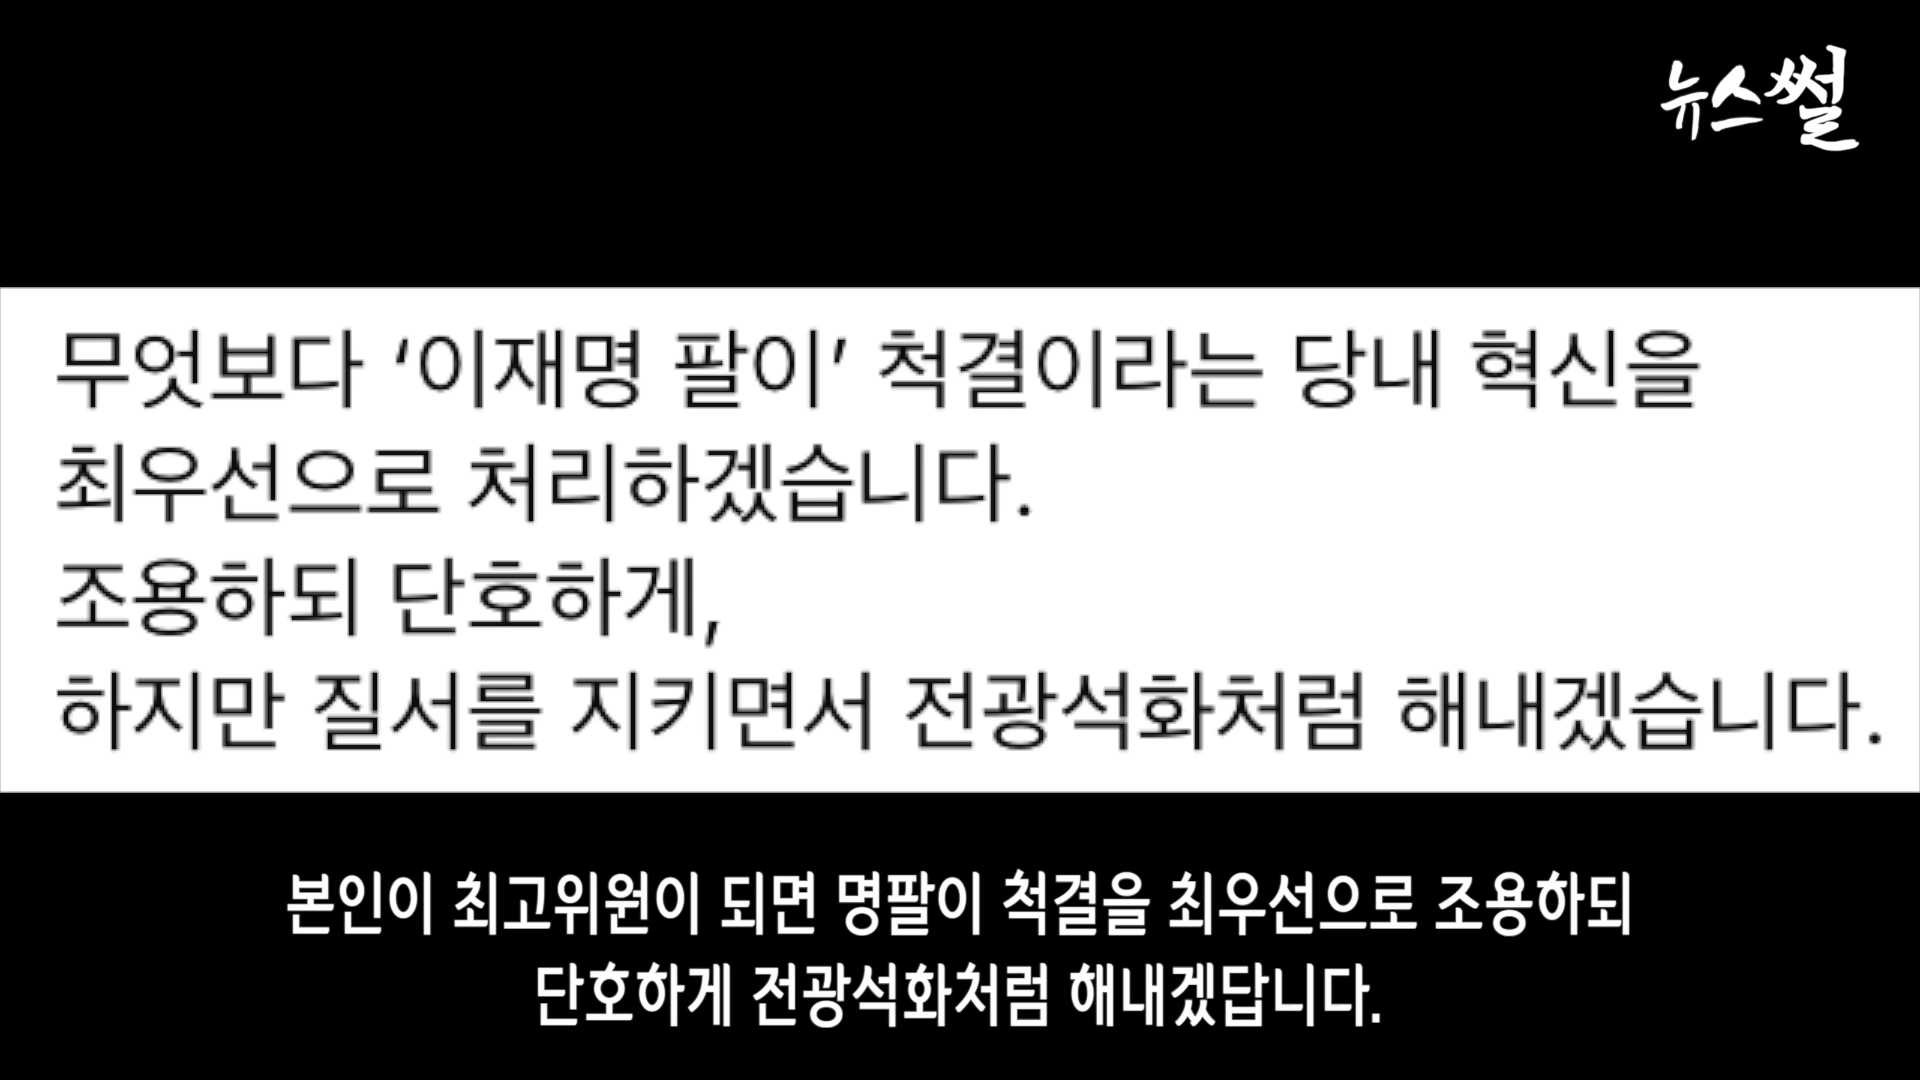 뉴스썰
무엇보다 ‘이재명 팔이’ 척결이라는 당내 혁신을
최우선으로 처리하겠습니다.
조용하되 단호하게,
하지만 질서를 지키면서 전광석화처럼 해내겠습니다.
본인이 최고위원이 되면 명팔이 척결을 최우선으로 조용하되
단호하게 전광석화처럼 해내겠답니다.